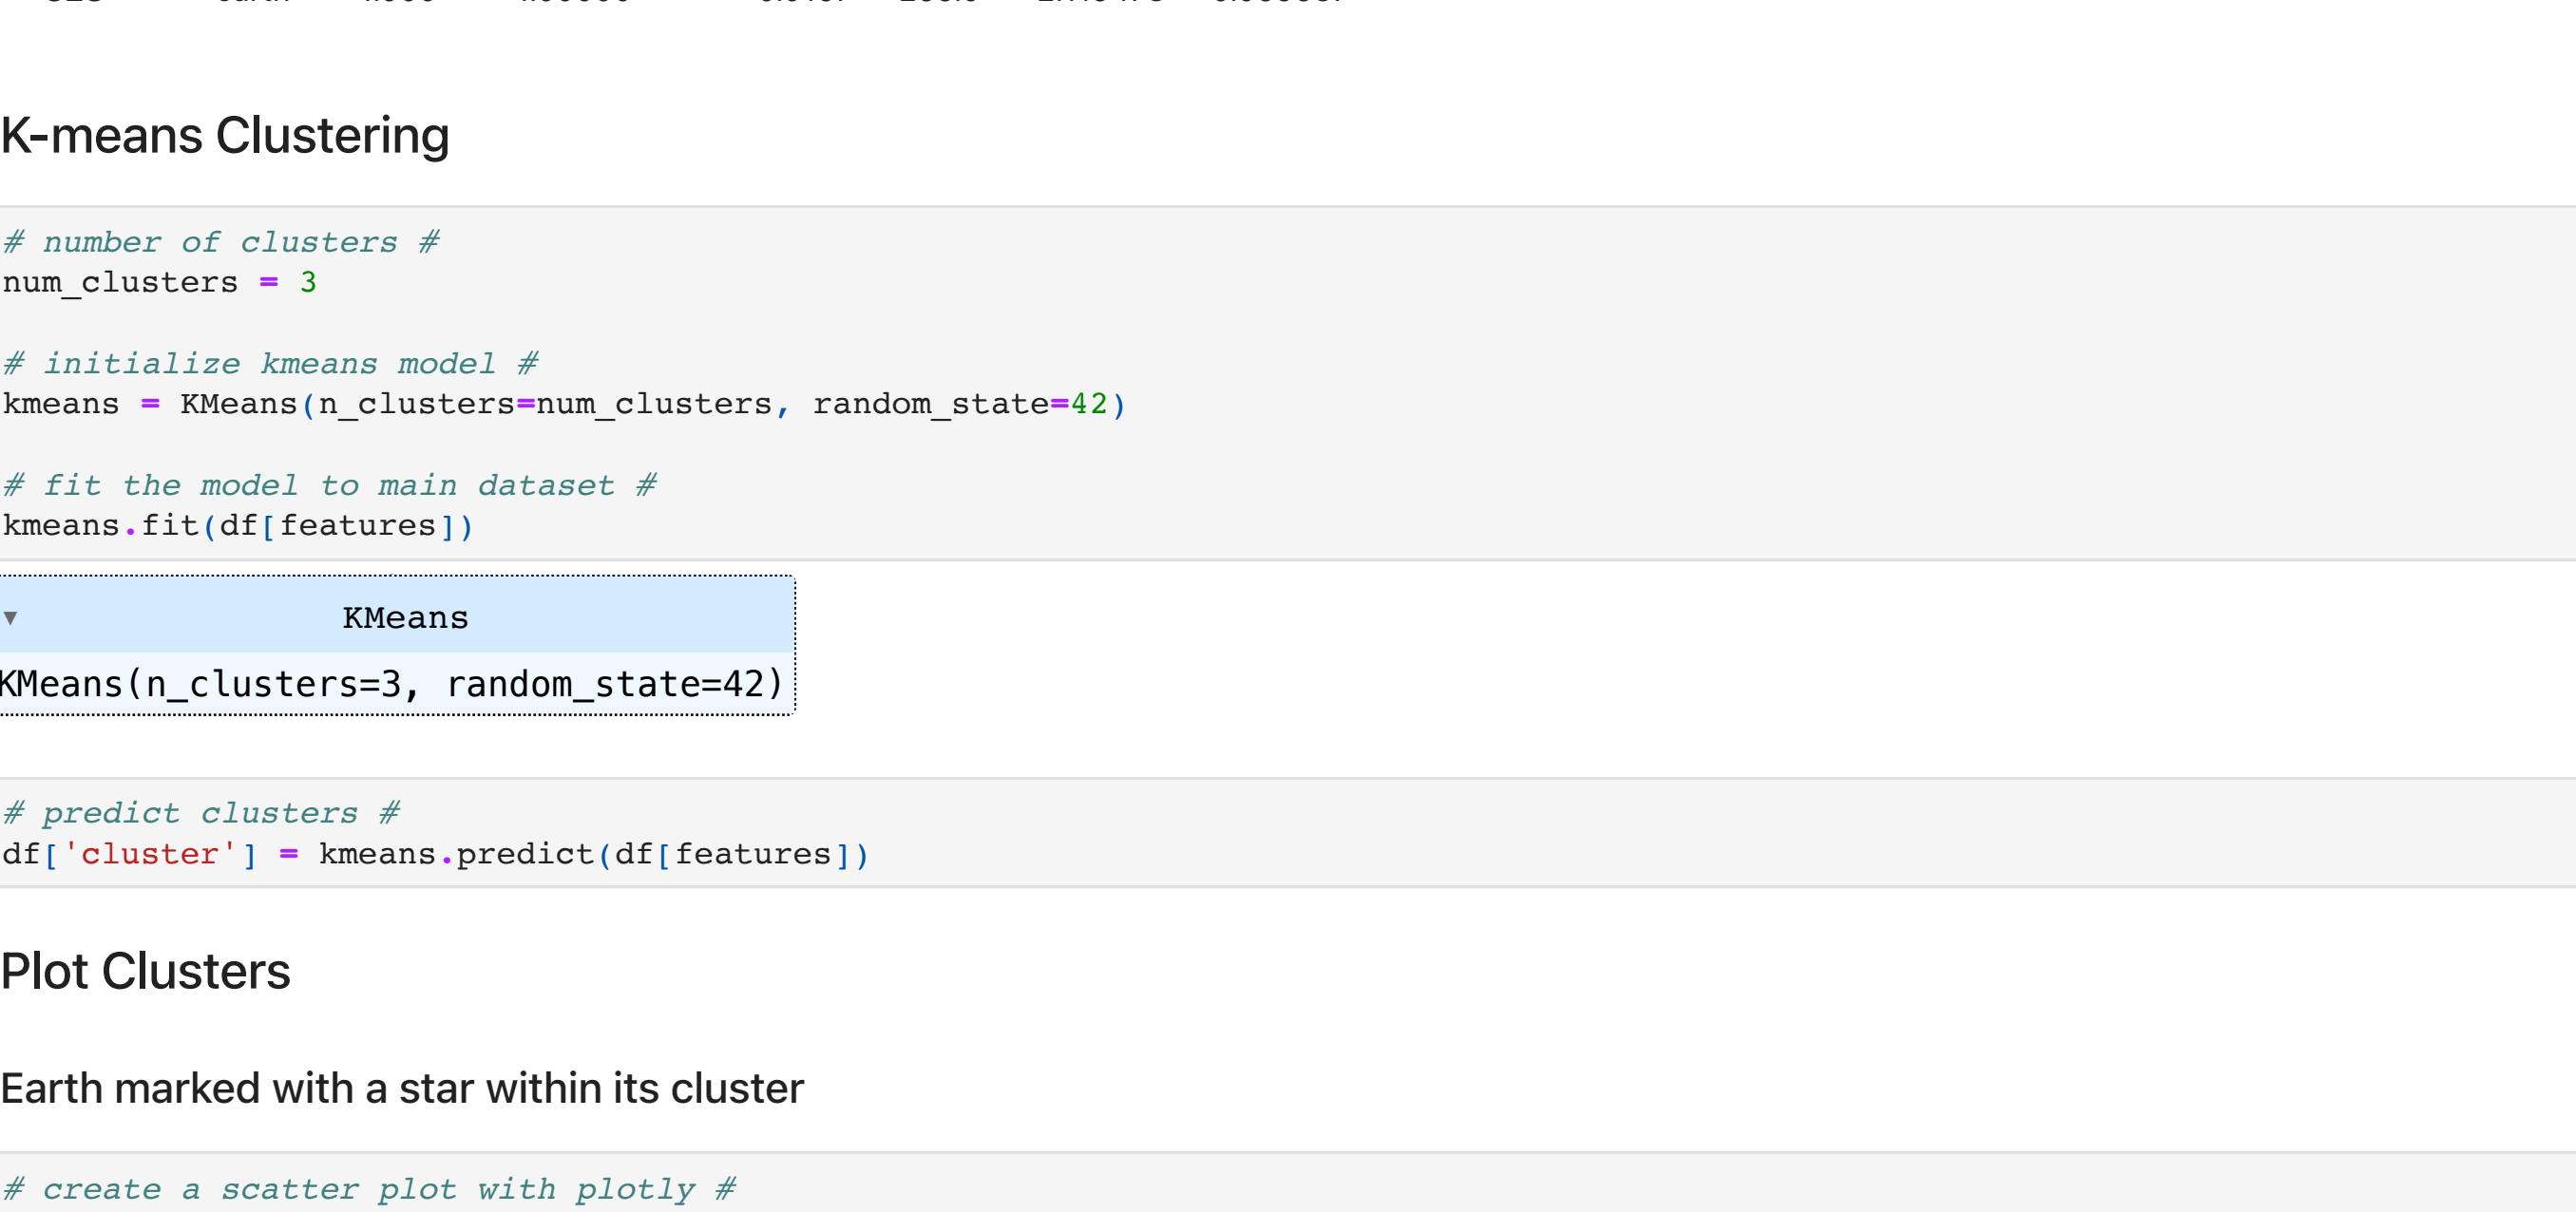 K-means Clustering
# number of clusters #
num_clusters = 3
# initialize kmeans model #
kmeans = KMeans(n_clusters=num_clusters, random_state=42)
# fit the model to main dataset #
kmeans.fit(df[features])
▼ KMeans
KMeans(n_clusters=3, random_state=42)
# predict clusters #
df['cluster'] = kmeans.predict(df[features])
Plot Clusters
Earth marked with a star within its cluster
# create a scatter plot with plotly #